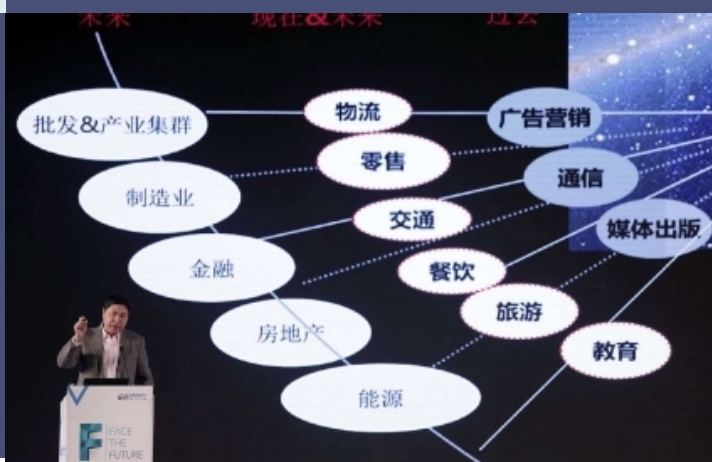 未来
现在&未来
过去
批发&产业集群
物流
广告营销
零售
制造业
通信
交通
媒体出版
金融
餐饮
旅游
房地产
教育
能源
FACE
THE
FUTURE